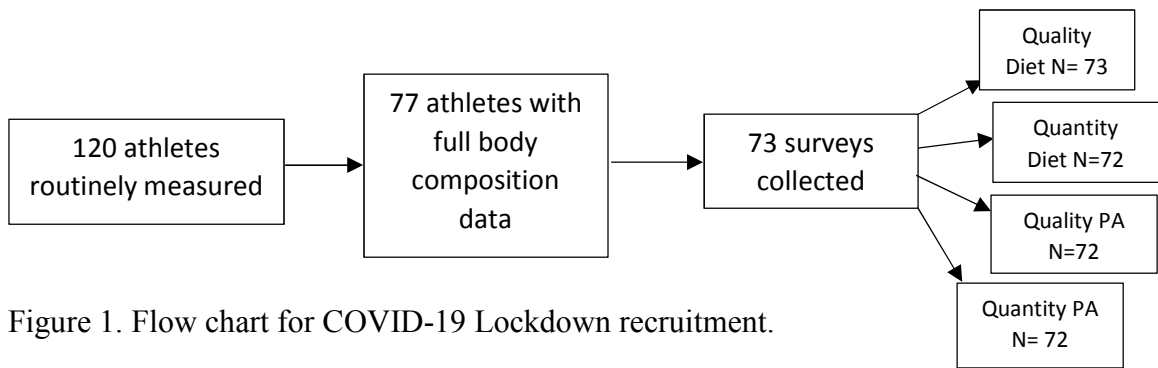 120 athletes
routinely measured
77 athletes with
full body
composition
data
73 surveys
collected
Quality
Diet N= 73
Quantity
Diet N=72
Quality PA
N=72
Quantity PA
N= 72
Figure 1. Flow chart for COVID-19 Lockdown recruitment.